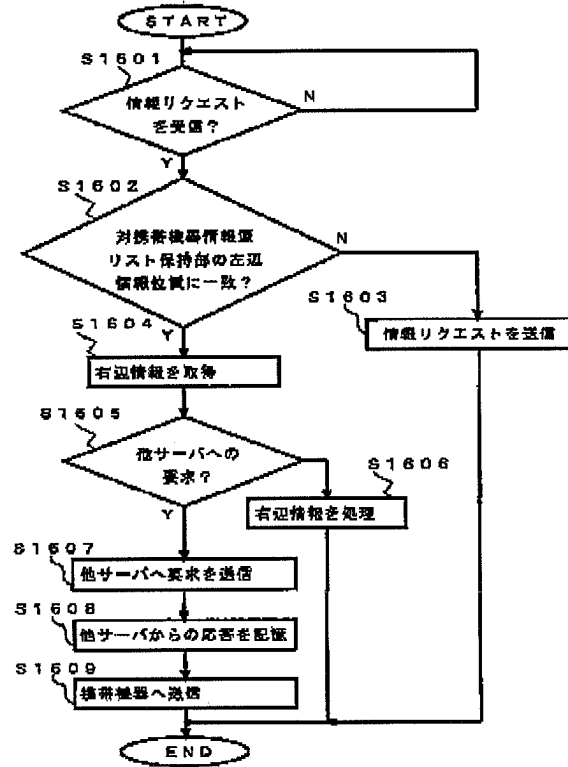 START
S1601
情報リクエスト
を受信?
N
Y
S1602
対携帯機器情報源
リスト保持部の左辺
情報位置に一致?
N
Y
S1603
情報リクエストを送信
S1604
右辺情報を取得
S1605
他サーバへの
要求?
Y
S1606
右辺情報を処理
S1607
他サーバへ要求を送信
S1608
他サーバからの応答を記憶
S1609
携帯機器へ送信
END